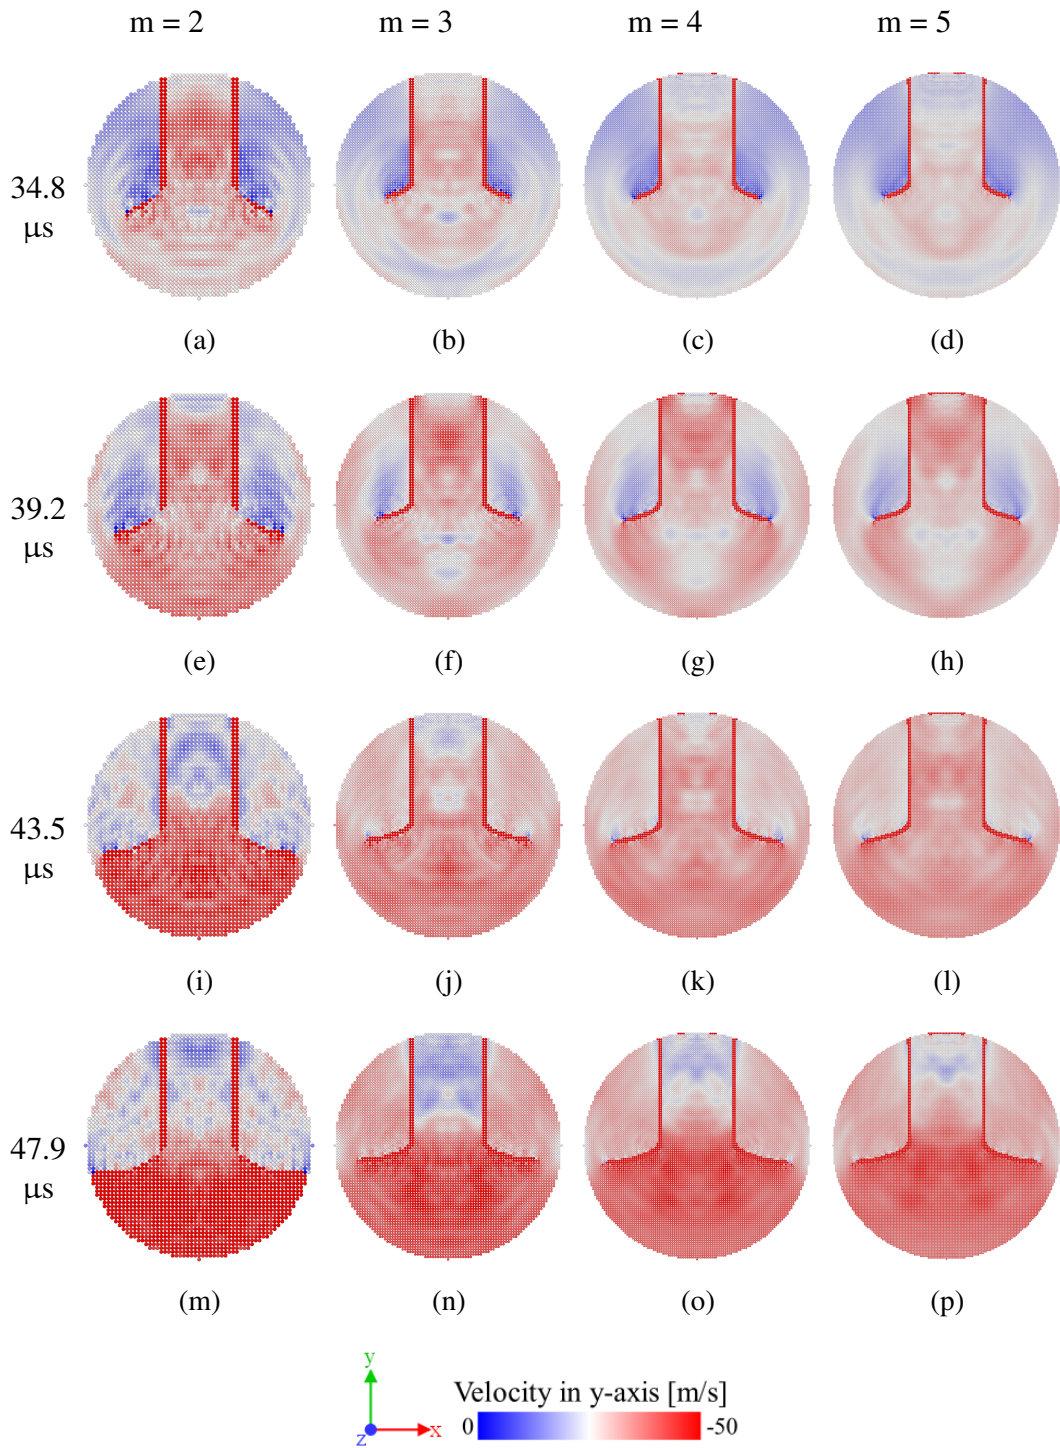 m = 2 m = 3 m = 4 m = 5
34.8
μs
(a) (b) (c) (d)
39.2
μs
(e) (f) (g) (h)
43.5
μs
(i) (j) (k) (l)
47.9
μs
(m) (n) (o) (p)
y
z x
Velocity in y-axis [m/s]
0 -50